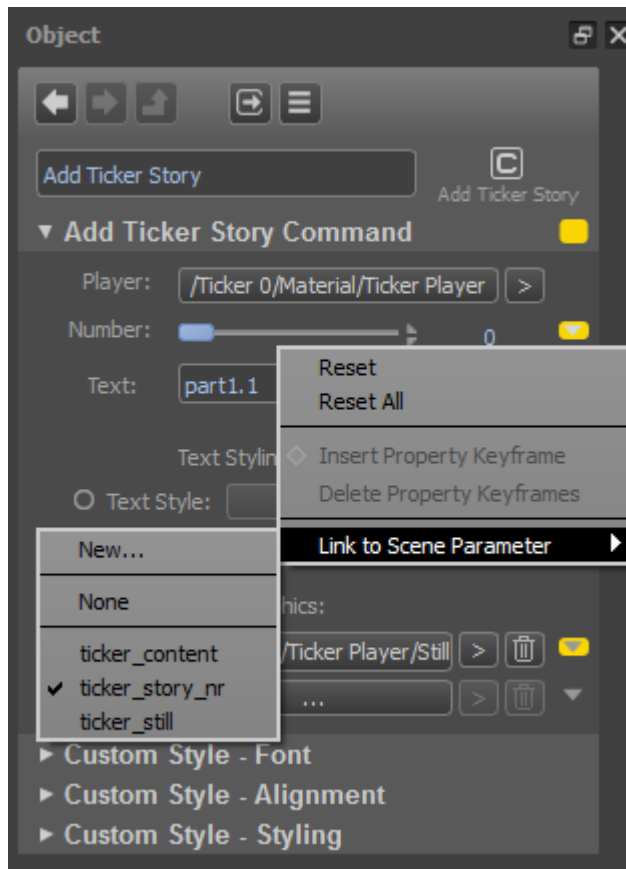 Object
C
Add Ticker Story
Add Ticker Story
Add Ticker Story Command
Player: /Ticker 0/Material/Ticker Player >
Number: 0
Text: part1.1
Reset
Reset All
Insert Property Keyframe
Delete Property Keyframes
Link to Scene Parameter
Text Stylin
Text Style:
New...
None
ticker_content
ticker_story_nr
ticker_still
hics:
/Ticker Player/Still >
... >
Custom Style - Font
Custom Style - Alignment
Custom Style - Styling